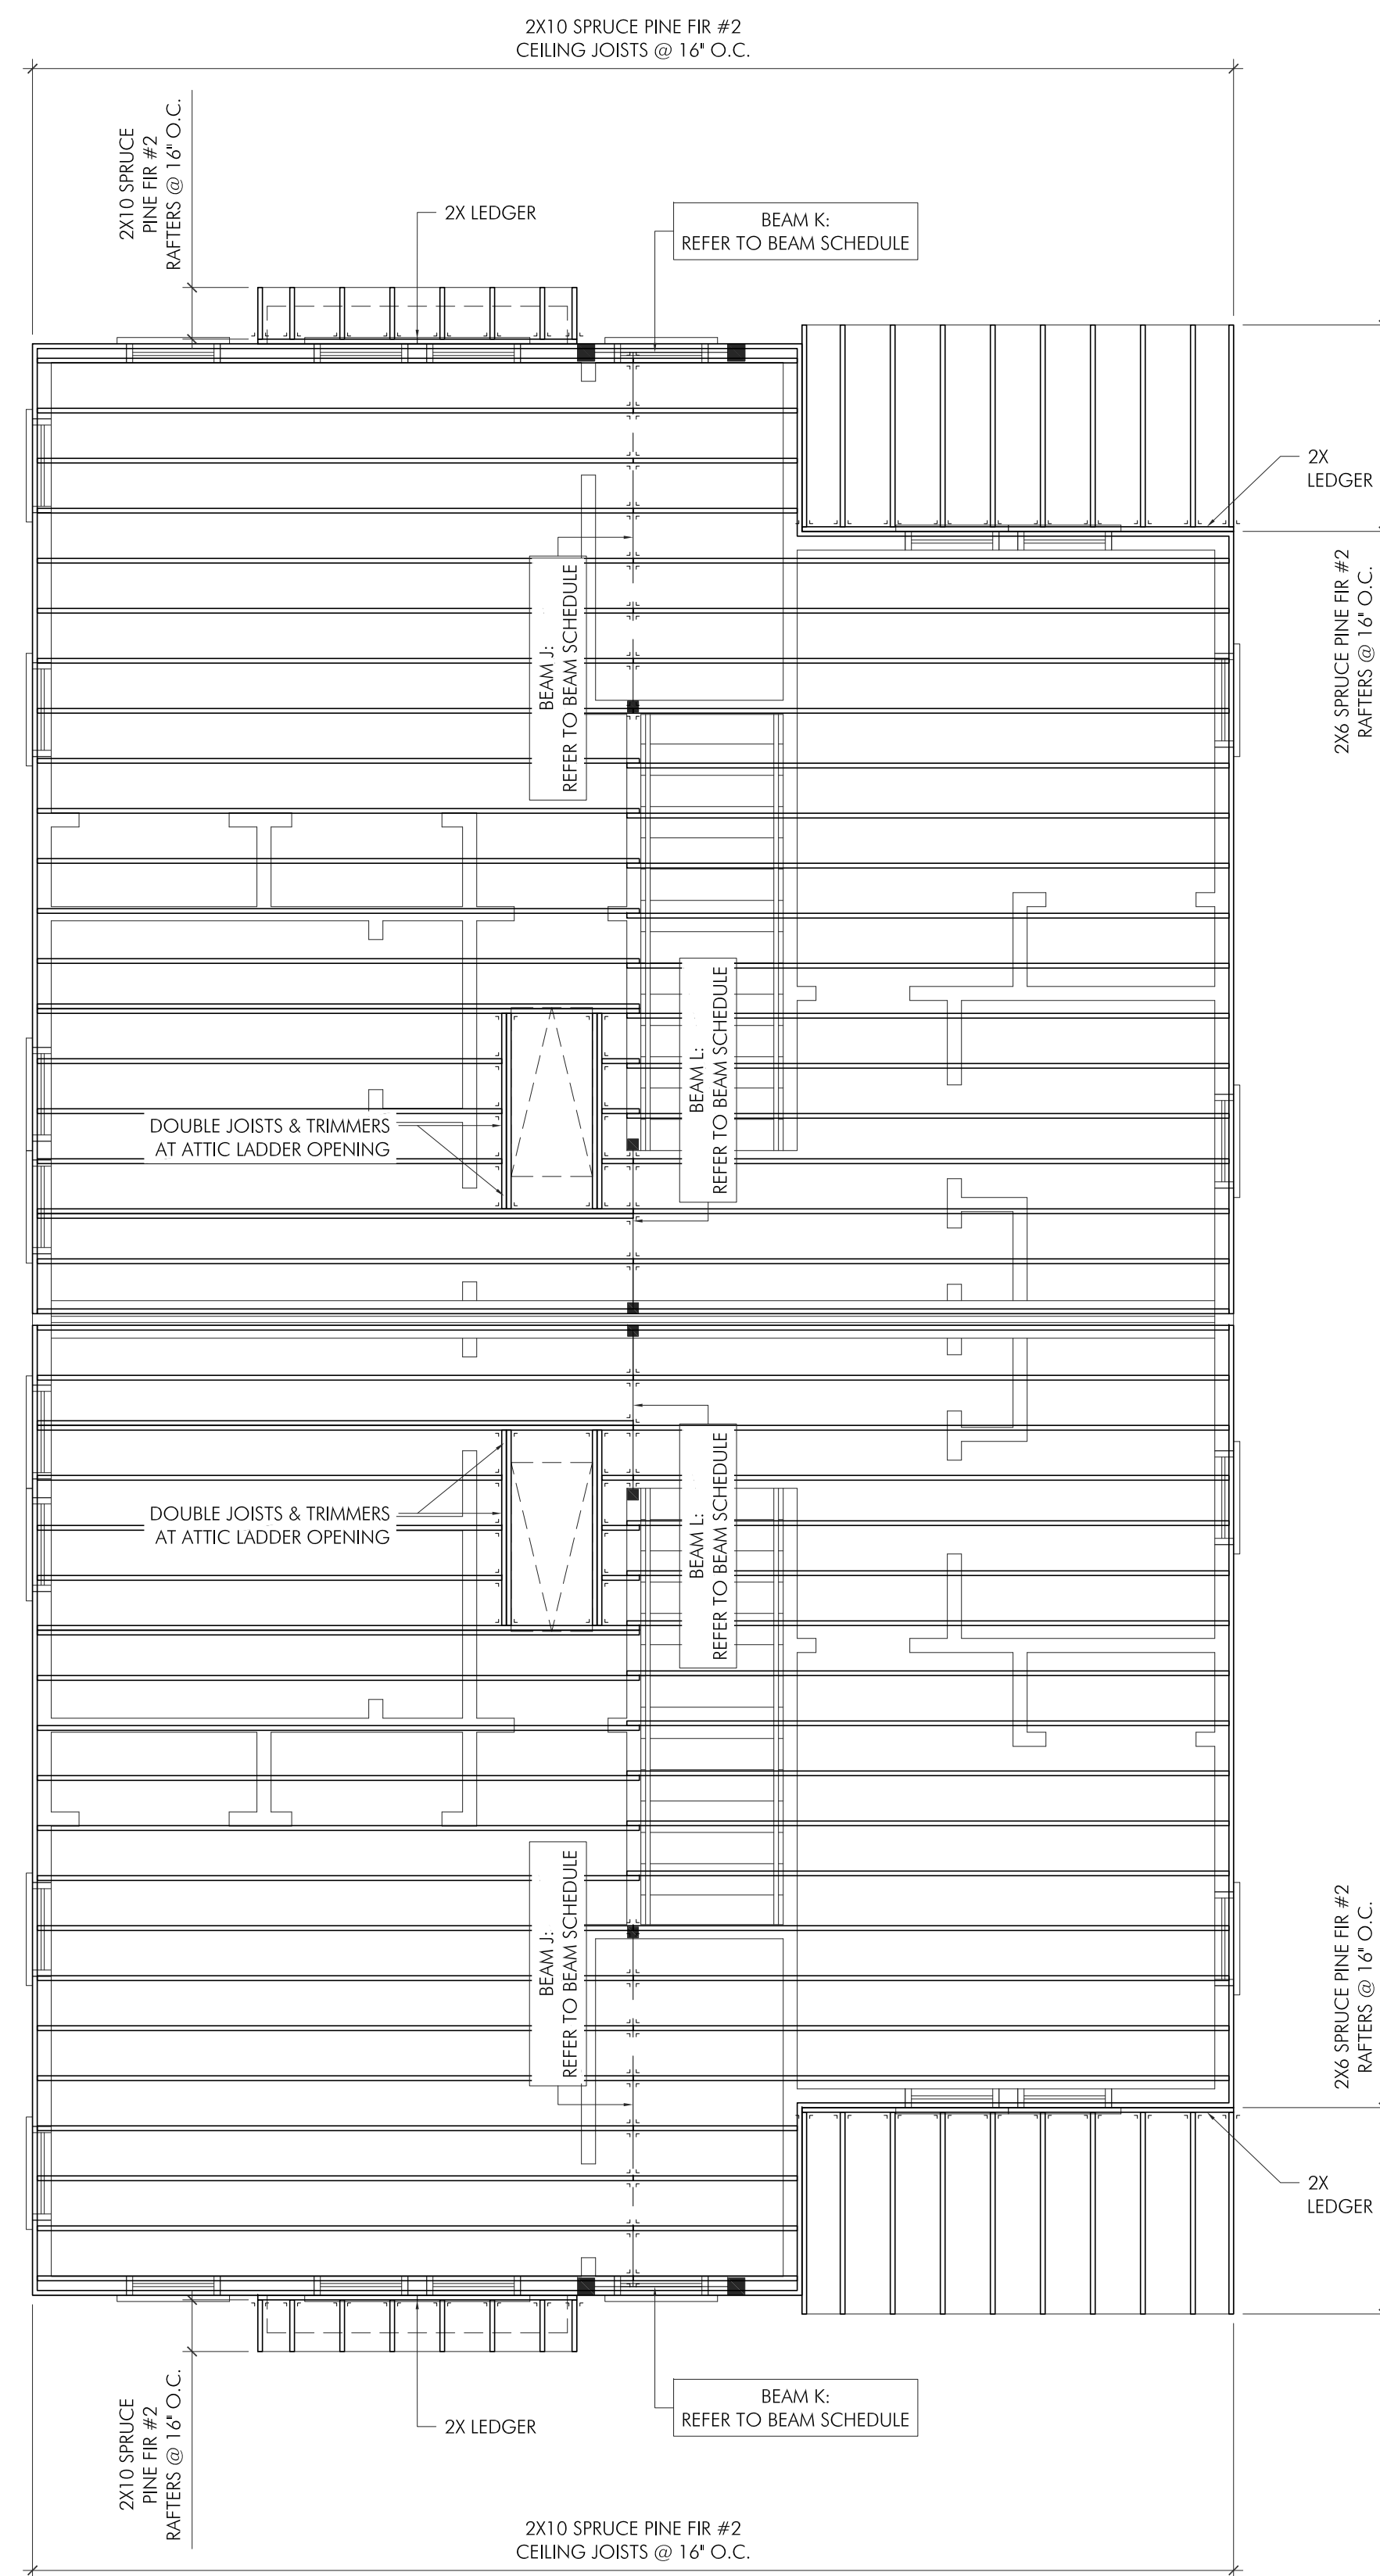 2X10 SPRUCE PINE FIR #2
CEILING JOISTS @ 16" O.C.
2X10 SPRUCE
PINE FIR #2
RAFTERS @ 16" O.C.
2X LEDGER
BEAM K:
REFER TO BEAM SCHEDULE
2X
LEDGER
2X6 SPRUCE PINE FIR #2
RAFTERS @ 16" O.C.
BEAM J:
REFER TO BEAM SCHEDULE
BEAM L:
REFER TO BEAM SCHEDULE
DOUBLE JOISTS & TRIMMERS
AT ATTIC LADDER OPENING
BEAM L:
REFER TO BEAM SCHEDULE
DOUBLE JOISTS & TRIMMERS
AT ATTIC LADDER OPENING
BEAM J:
REFER TO BEAM SCHEDULE
2X6 SPRUCE PINE FIR #2
RAFTERS @ 16" O.C.
2X
LEDGER
2X10 SPRUCE
PINE FIR #2
RAFTERS @ 16" O.C.
2X LEDGER
BEAM K:
REFER TO BEAM SCHEDULE
2X10 SPRUCE PINE FIR #2
CEILING JOISTS @ 16" O.C.